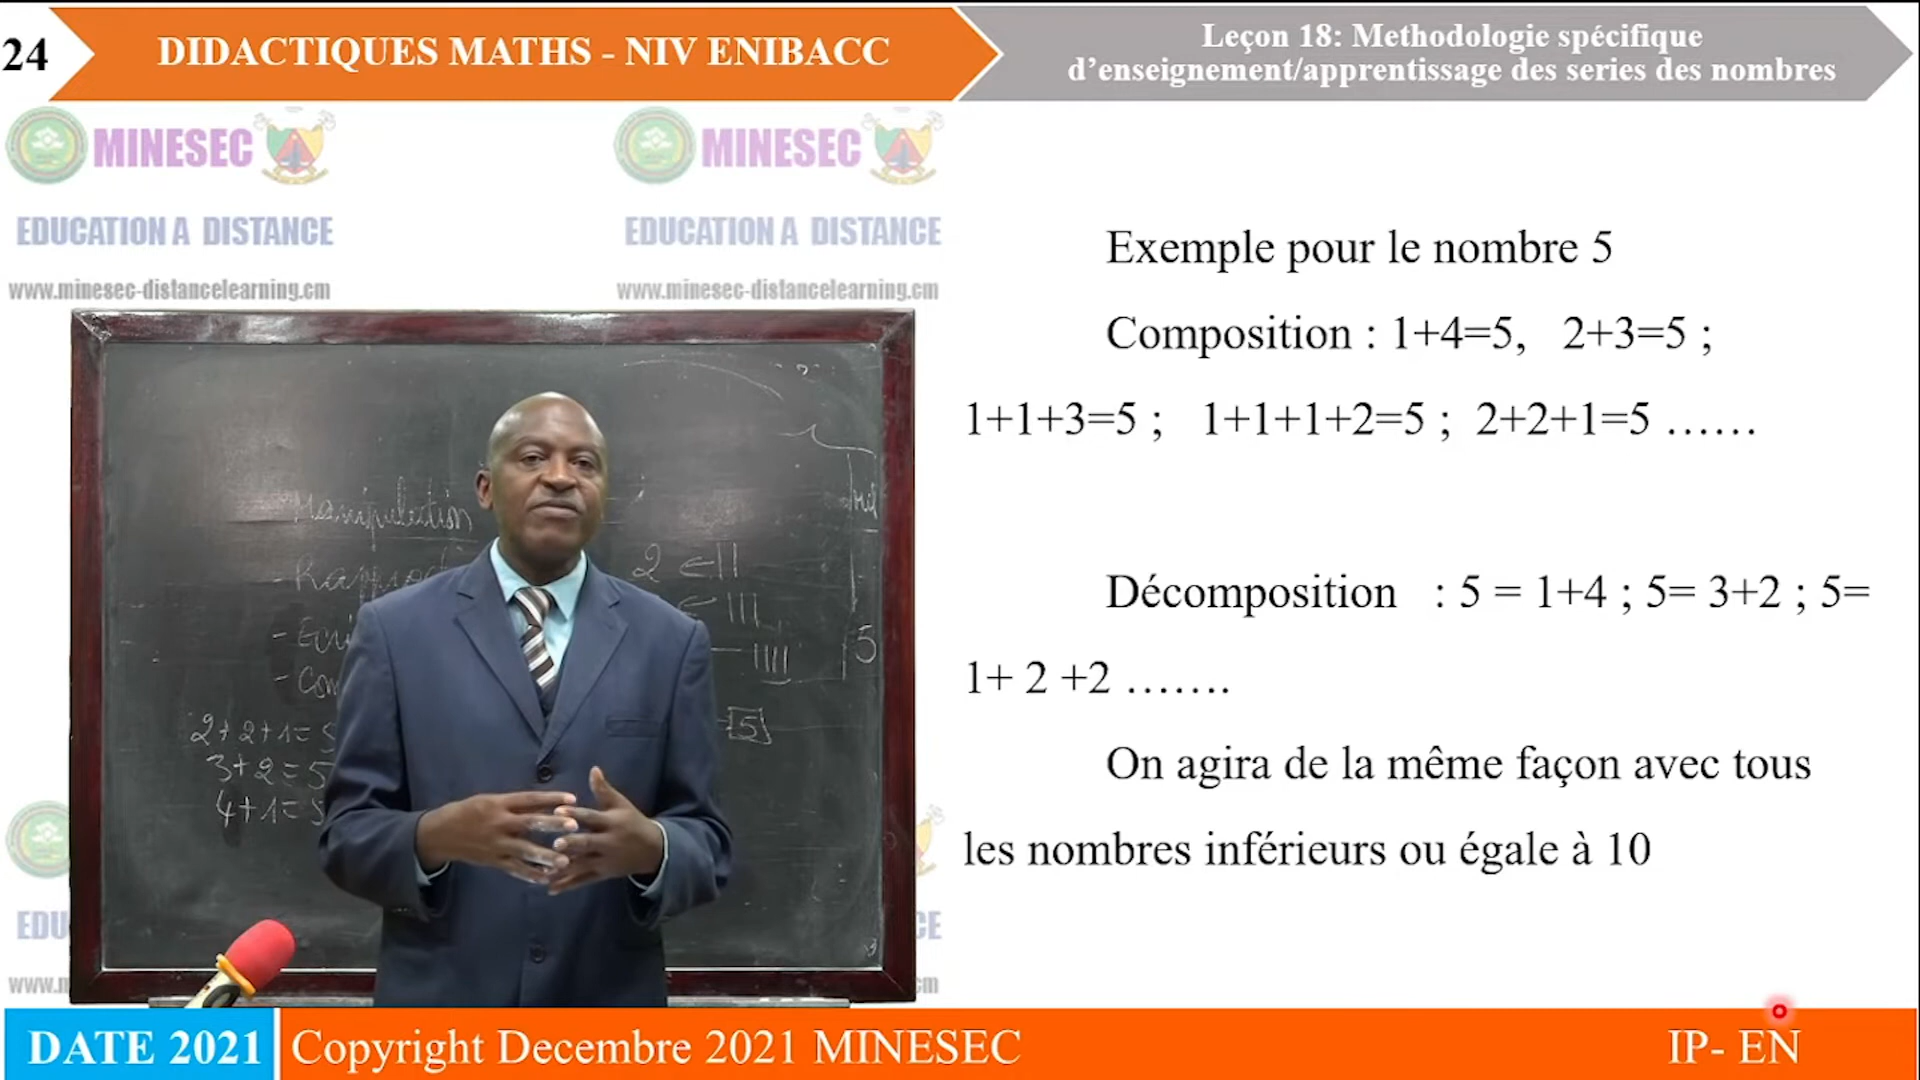 24
DIDACTIQUES MATHS - NIV ENIBACC
Leçon 18: Methodologie spécifique
d’enseignement/apprentissage des series des nombres
MINESEC
EDUCATION A DISTANCE
www.minesec-distancelearning.cm
MINESEC
EDUCATION A DISTANCE
www.minesec-distancelearning.cm
Exemple pour le nombre 5
Composition : 1+4=5, 2+3=5 ;
1+1+3=5 ; 1+1+1+2=5 ; 2+2+1=5 ……
Décomposition : 5 = 1+4 ; 5= 3+2 ; 5=
1+ 2 +2 …….
On agira de la même façon avec tous
les nombres inférieurs ou égale à 10
Manipulation
2
5
2+2+1=5
3+2=5
4+1=5
5
DATE 2021
Copyright Decembre 2021 MINESEC
IP- EN